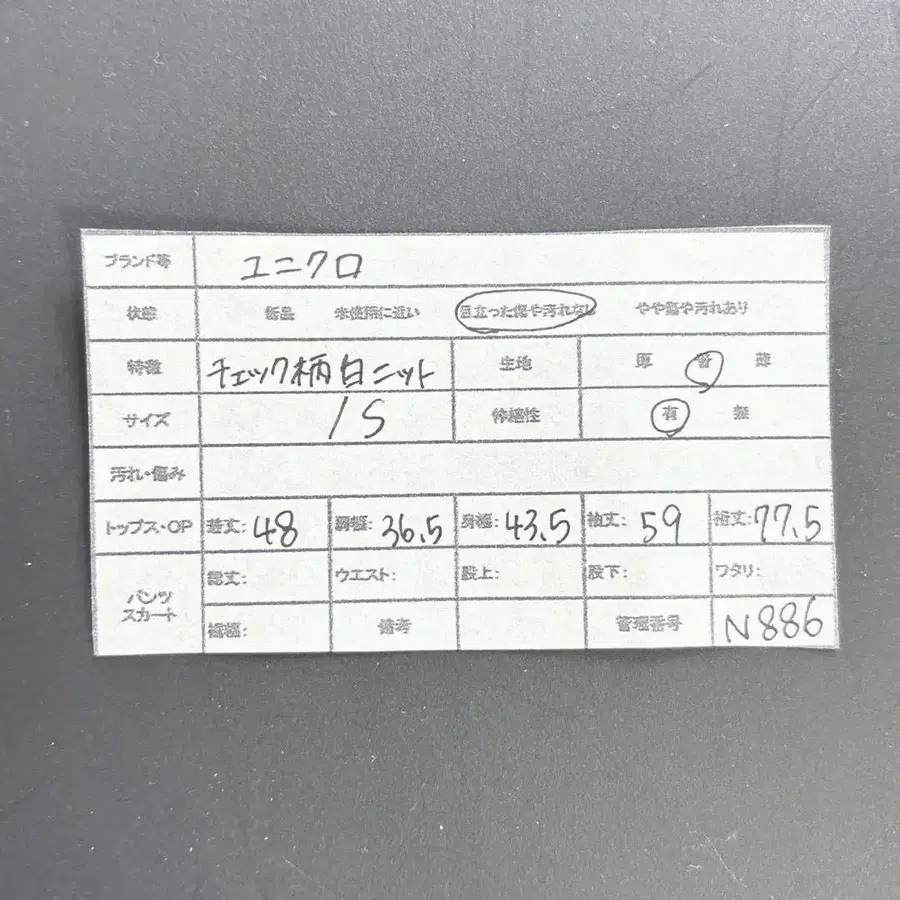 ブランド等 ユニクロ
状態 新品 未使用に近い 目立った傷や汚れなし やや傷や汚れあり
特徴 チェック柄白ニット 生地 厚 普 薄
サイズ /S 伸縮性 有 無
汚れ・傷み
トップス・OP 着丈: 48 肩幅: 36.5 身幅: 43.5 袖丈: 59 裄丈: 77.5
パンツ
スカート
総丈: ウエスト: 股上: 股下: ワタリ:
裾幅: 備考 管理番号 N886